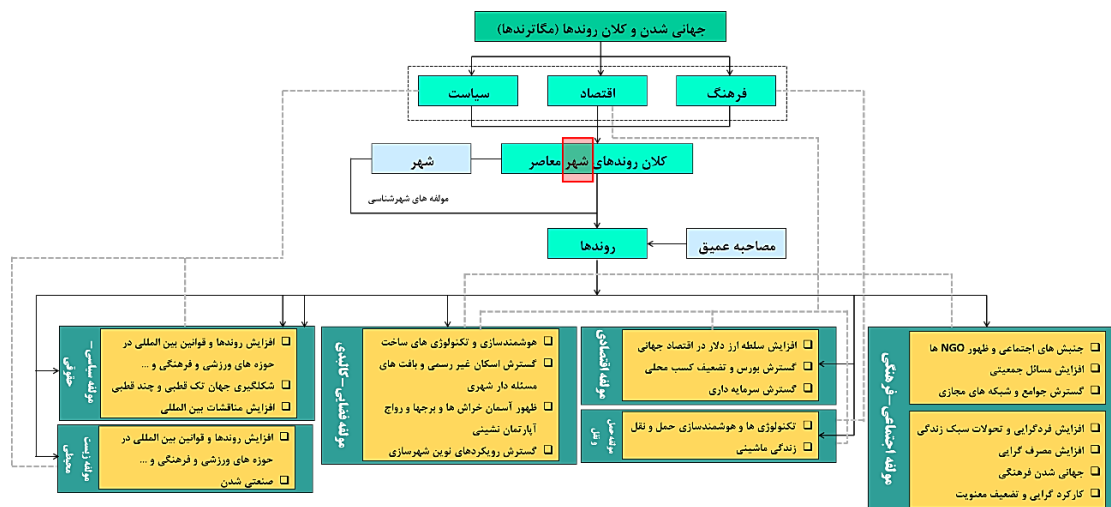 جهانی شدن و کلان روندها (مگاترندها)
فرهنگ
اقتصاد
سیاست
کلان روندهای شهر معاصر
شهر
مولفه های شهرشناسی
روندها
مصاحبه عمیق
مولفه اجتماعی–فرهنگی
جنبش های اجتماعی و ظهور NGO ها
افزایش مسائل جمعیتی
گسترش جوامع و شبکه های مجازی
افزایش فردگرایی و تحولات سبک زندگی
افزایش مصرف گرایی
جهانی شدن فرهنگی
کارکرد گرایی و تضعیف معنویت
مولفه اقتصادی
افزایش سلطه ارز دلار در اقتصاد جهانی
گسترش بورس و تضعیف کسب محلی
گسترش سرمایه داری
مولفه حمل
و نقل
تکنولوژی ها و هوشمندسازی حمل و نقل
زندگی ماشینی
مولفه فضایی–کالبدی
هوشمندسازی و تکنولوژی های ساخت
گسترش اسکان غیر رسمی و بافت های
مسئله دار شهری
ظهور آسمان خراش ها و برجها و رواج
آپارتمان نشینی
گسترش رویکردهای نوین شهرسازی
مولفه سیاسی–
حقوقی
افزایش روندها و قوانین بین المللی در
حوزه های ورزشی و فرهنگی و ...
شکلگیری جهان تک قطبی و چند قطبی
افزایش مناقشات بین المللی
مولفه زیست
محیطی
افزایش روندها و قوانین بین المللی در
حوزه های ورزشی و فرهنگی و ...
صنعتی شدن